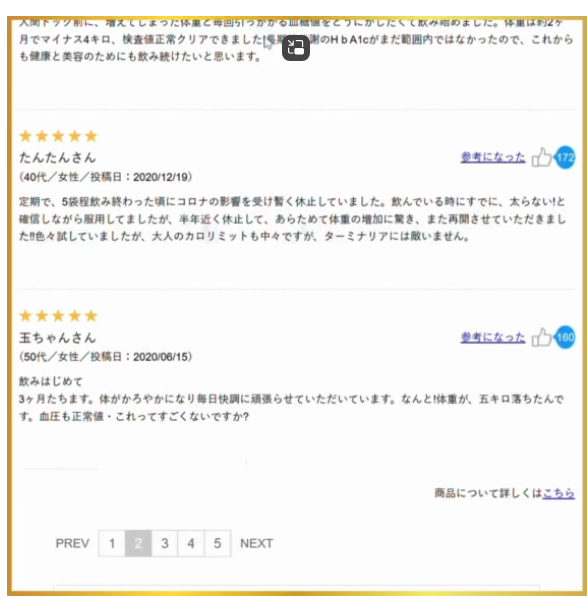 人間ドック前に、増えてしまった体重と毎回引っかかる血糖値をどうにかしたくて飲み始めました。体重は約2ヶ
月でマイナス4キロ、検査値正常クリアできました!長期 謝のHbA1cがまだ範囲内ではなかったので、これから
も健康と美容のためにも飲み続けたいと思います。
★★★★★
たんたんさん
参考になった 172
(40代／女性／投稿日：2020/12/19)
定期で、5袋程飲み終わった頃にコロナの影響を受け暫く休止していました。飲んでいる時にすでに、太らない!と
確信しながら服用してましたが、半年近く休止して、あらためて体重の増加に驚き、また再開させていただきまし
た!!色々試していましたが、大人のカロリミットも中々ですが、ターミナリアには敵いません。
★★★★★
玉ちゃんさん
参考になった 160
(50代／女性／投稿日：2020/06/15)
飲みはじめて
3ヶ月たちます。体がかろやかになり毎日快調に頑張らせていただいています。なんと!体重が、五キロ落ちたんで
す。血圧も正常値・これってすごくないですか?
商品について詳しくはこちら
PREV 1 2 3 4 5 NEXT